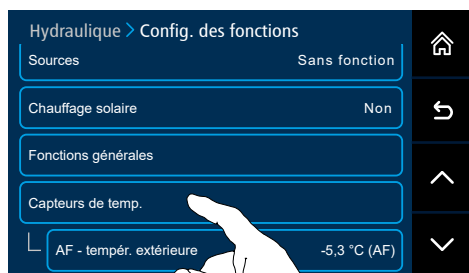 Hydraulique > Config. des fonctions
Sources Sans fonction
Chauffage solaire Non
Fonctions générales
Capteurs de temp.
AF - tempér. extérieure -5,3 °C (AF)